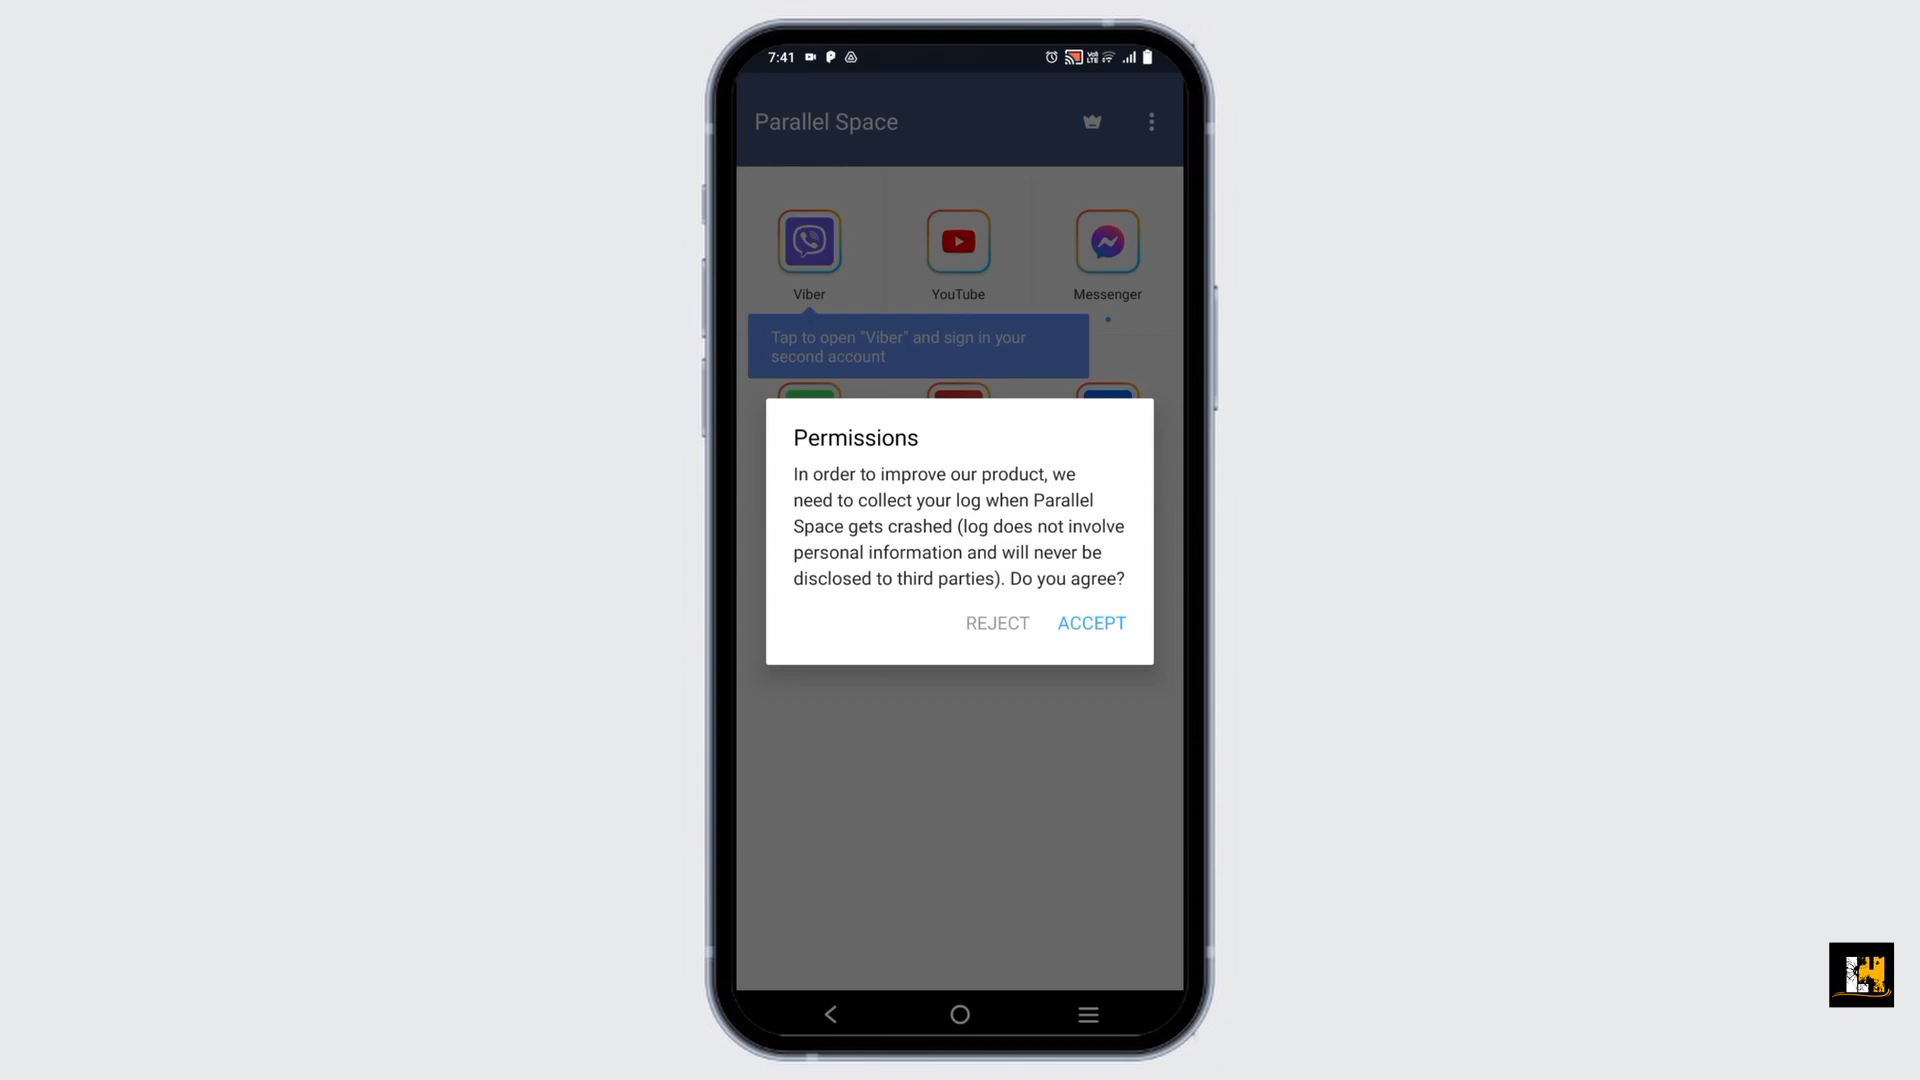 7:41
Parallel Space
Viber
YouTube
Messenger
Tap to open "Viber" and sign in your
second account
Permissions
In order to improve our product, we
need to collect your log when Parallel
Space gets crashed (log does not involve
personal information and will never be
disclosed to third parties). Do you agree?
REJECT
ACCEPT